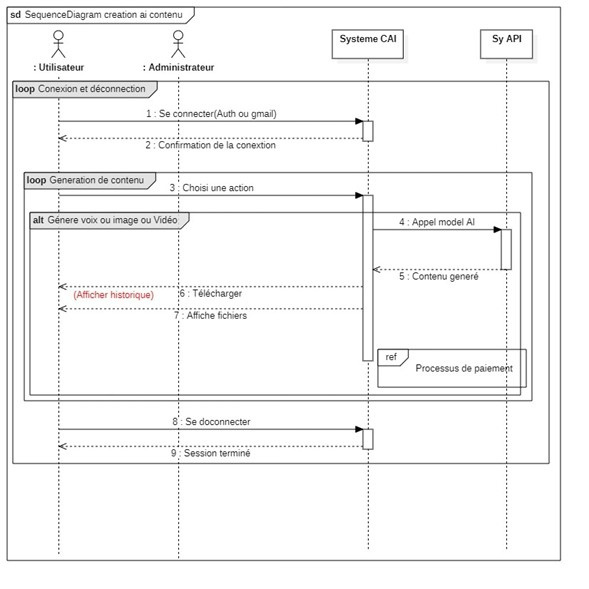 sd SequenceDiagram creation ai contenu
: Utilisateur
: Administrateur
Systeme CAI
Sy API
loop Conexion et déconnection
1 : Se connecter(Auth ou gmail)
2 : Confirmation de la conextion
loop Generation de contenu
3 : Choisi une action
alt Génere voix ou image ou Vidéo
4 : Appel model AI
5 : Contenu generé
(Afficher historique)
6 : Télécharger
7 : Affiche fichiers
ref
Processus de paiement
8 : Se doconnecter
9 : Session terminé